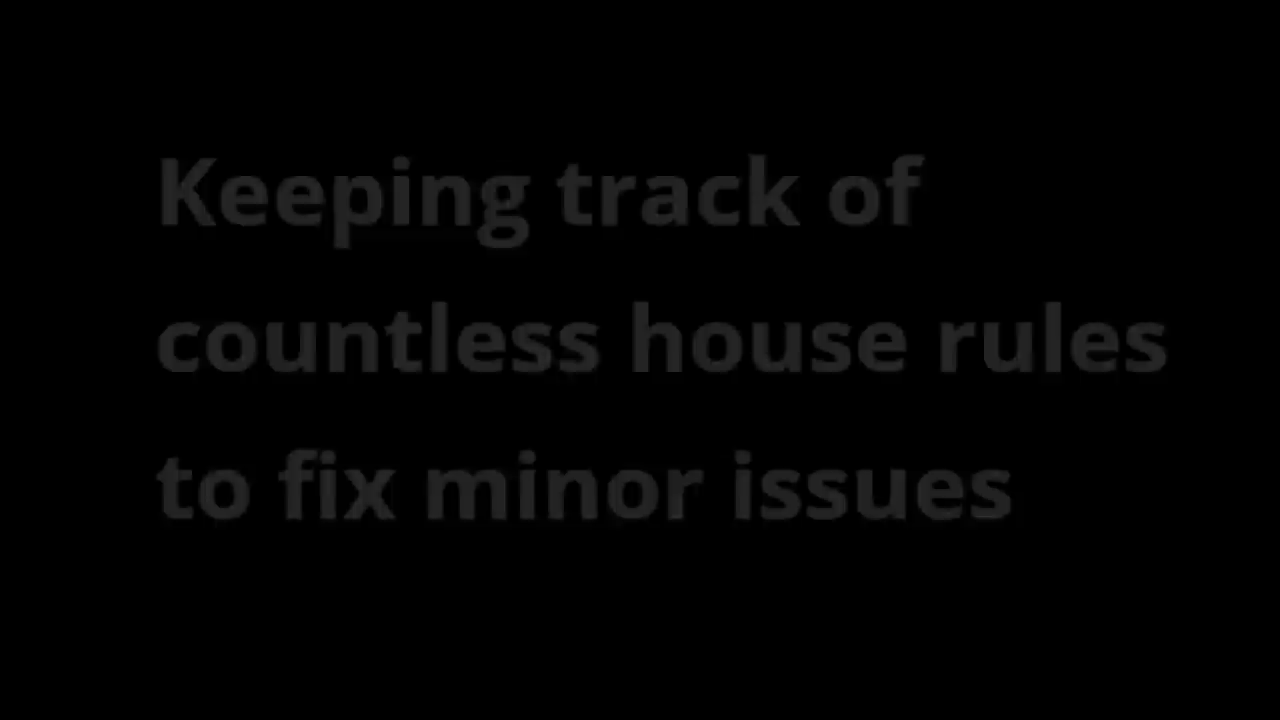 Keeping track of
countless house rules
to fix minor issues